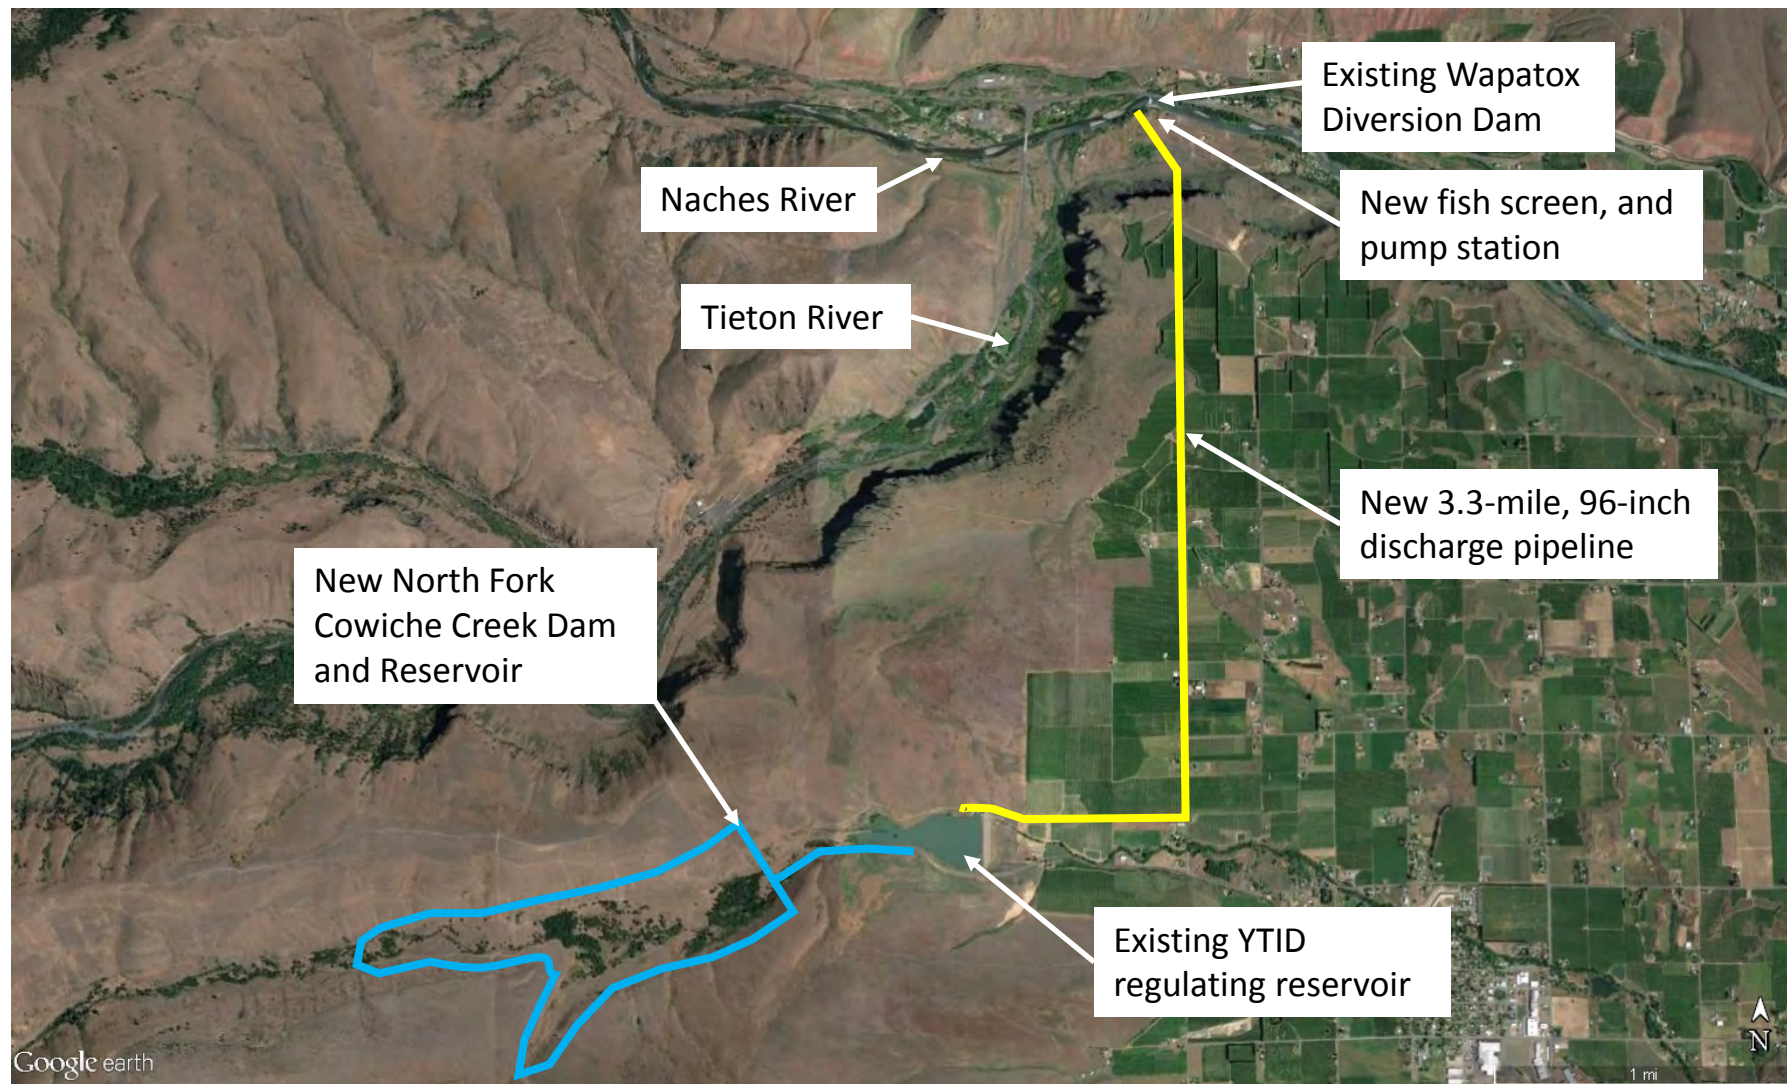 Existing Wapatox
Diversion Dam
Naches River
New fish screen, and
pump station
Tieton River
New 3.3-mile, 96-inch
discharge pipeline
New North Fork
Cowiche Creek Dam
and Reservoir
Existing YTID
regulating reservoir
N
Google earth
1 mi